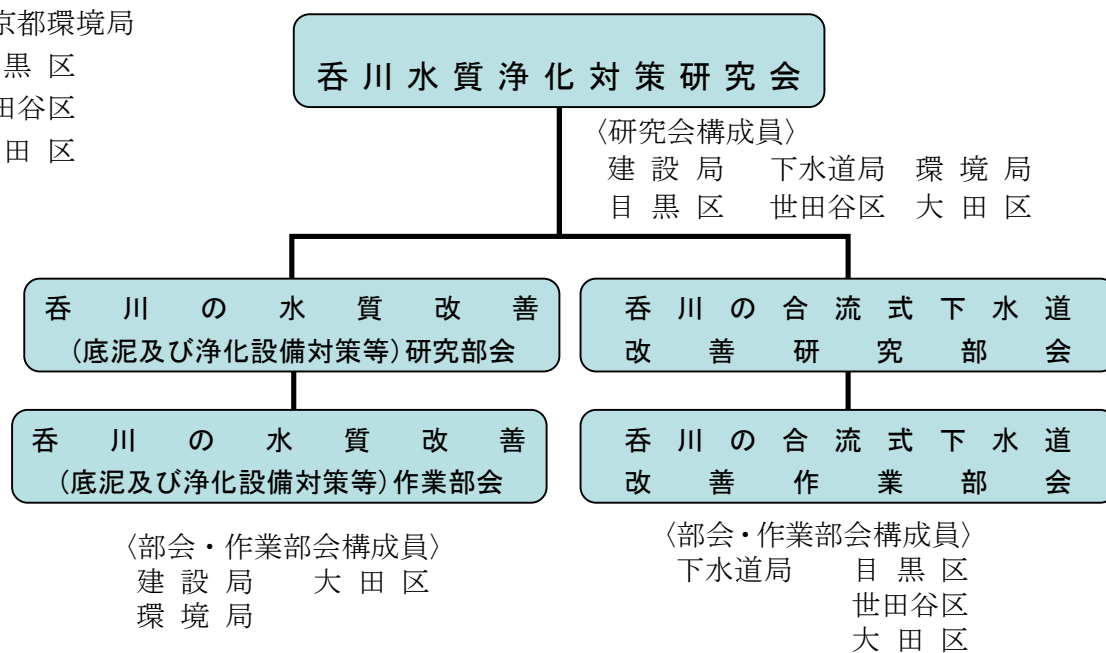 京都環境局
黒 区
田谷区
田 区
呑川水質浄化対策研究会
〈研究会構成員〉
建 設 局 下水道局 環 境 局
目 黒 区 世田谷区 大 田 区
呑川の水質改善
(底泥及び浄化設備対策等)研究部会
呑川の合流式下水道
改善研究部会
呑川の水質改善
(底泥及び浄化設備対策等)作業部会
呑川の合流式下水道
改善作業部会
〈部会・作業部会構成員〉
建 設 局 大 田 区
環 境 局
〈部会・作業部会構成員〉
下水道局 目 黒 区
世田谷区
大 田 区